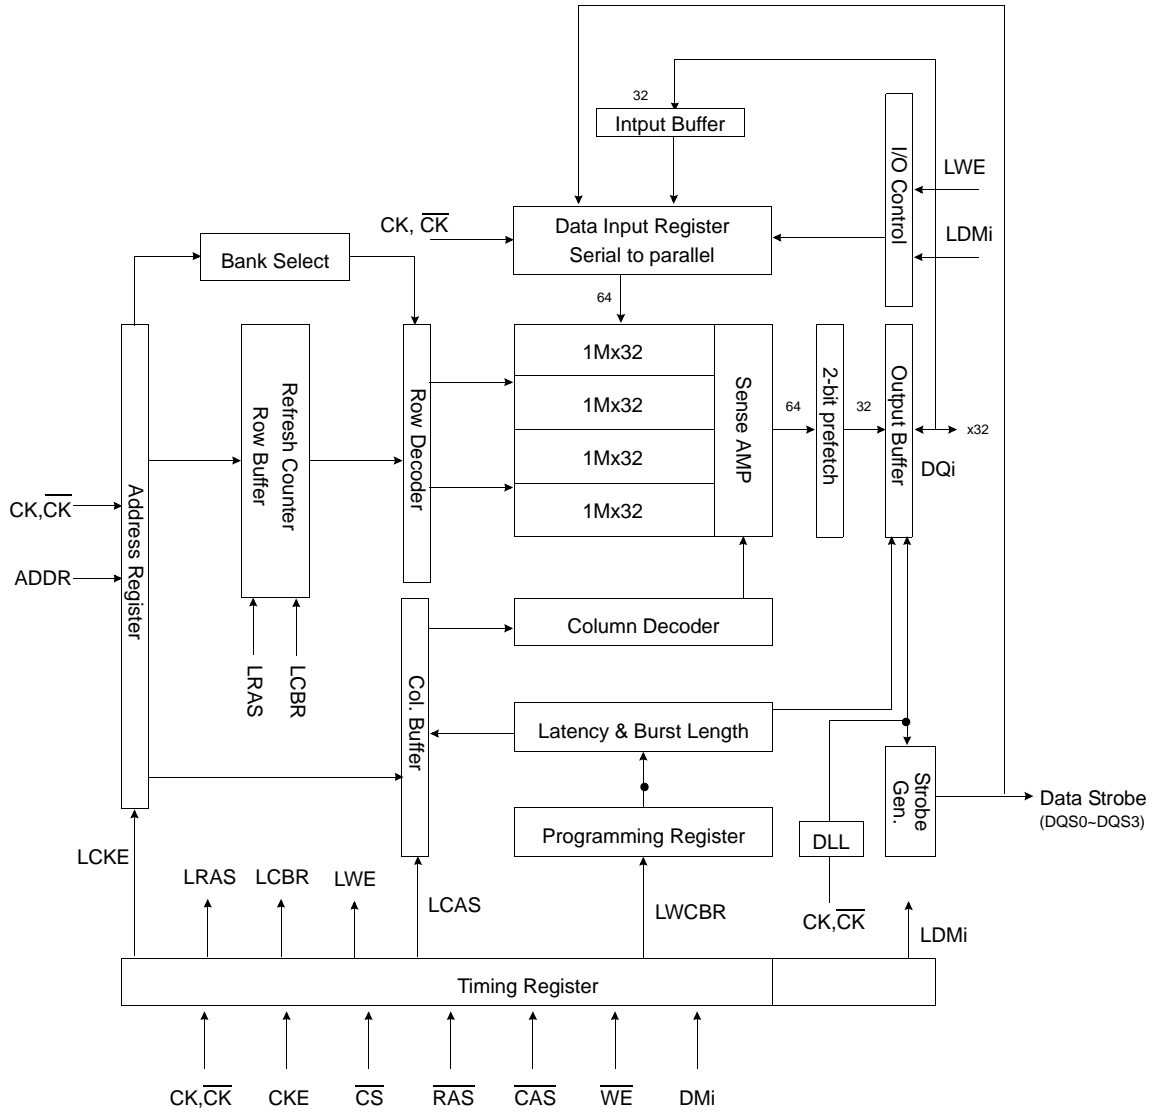 32
Intput Buffer
I/O Control
LWE
LDMi
CK, CK
Data Input Register
Serial to parallel
Bank Select
64
1Mx32
1Mx32
1Mx32
1Mx32
Sense AMP
64
2-bit prefetch
32
Output Buffer
x32
DQi
Row Decoder
Refresh Counter
Row Buffer
Address Register
CK,CK
ADDR
LRAS
LCBR
Col. Buffer
Column Decoder
Latency & Burst Length
Programming Register
DLL
CK,CK
Strobe
Gen.
Data Strobe
(DQS0~DQS3)
LCKE
LRAS
LCBR
LWE
LCAS
LWCBR
LDMi
Timing Register
CK,CK
CKE
CS
RAS
CAS
WE
DMi